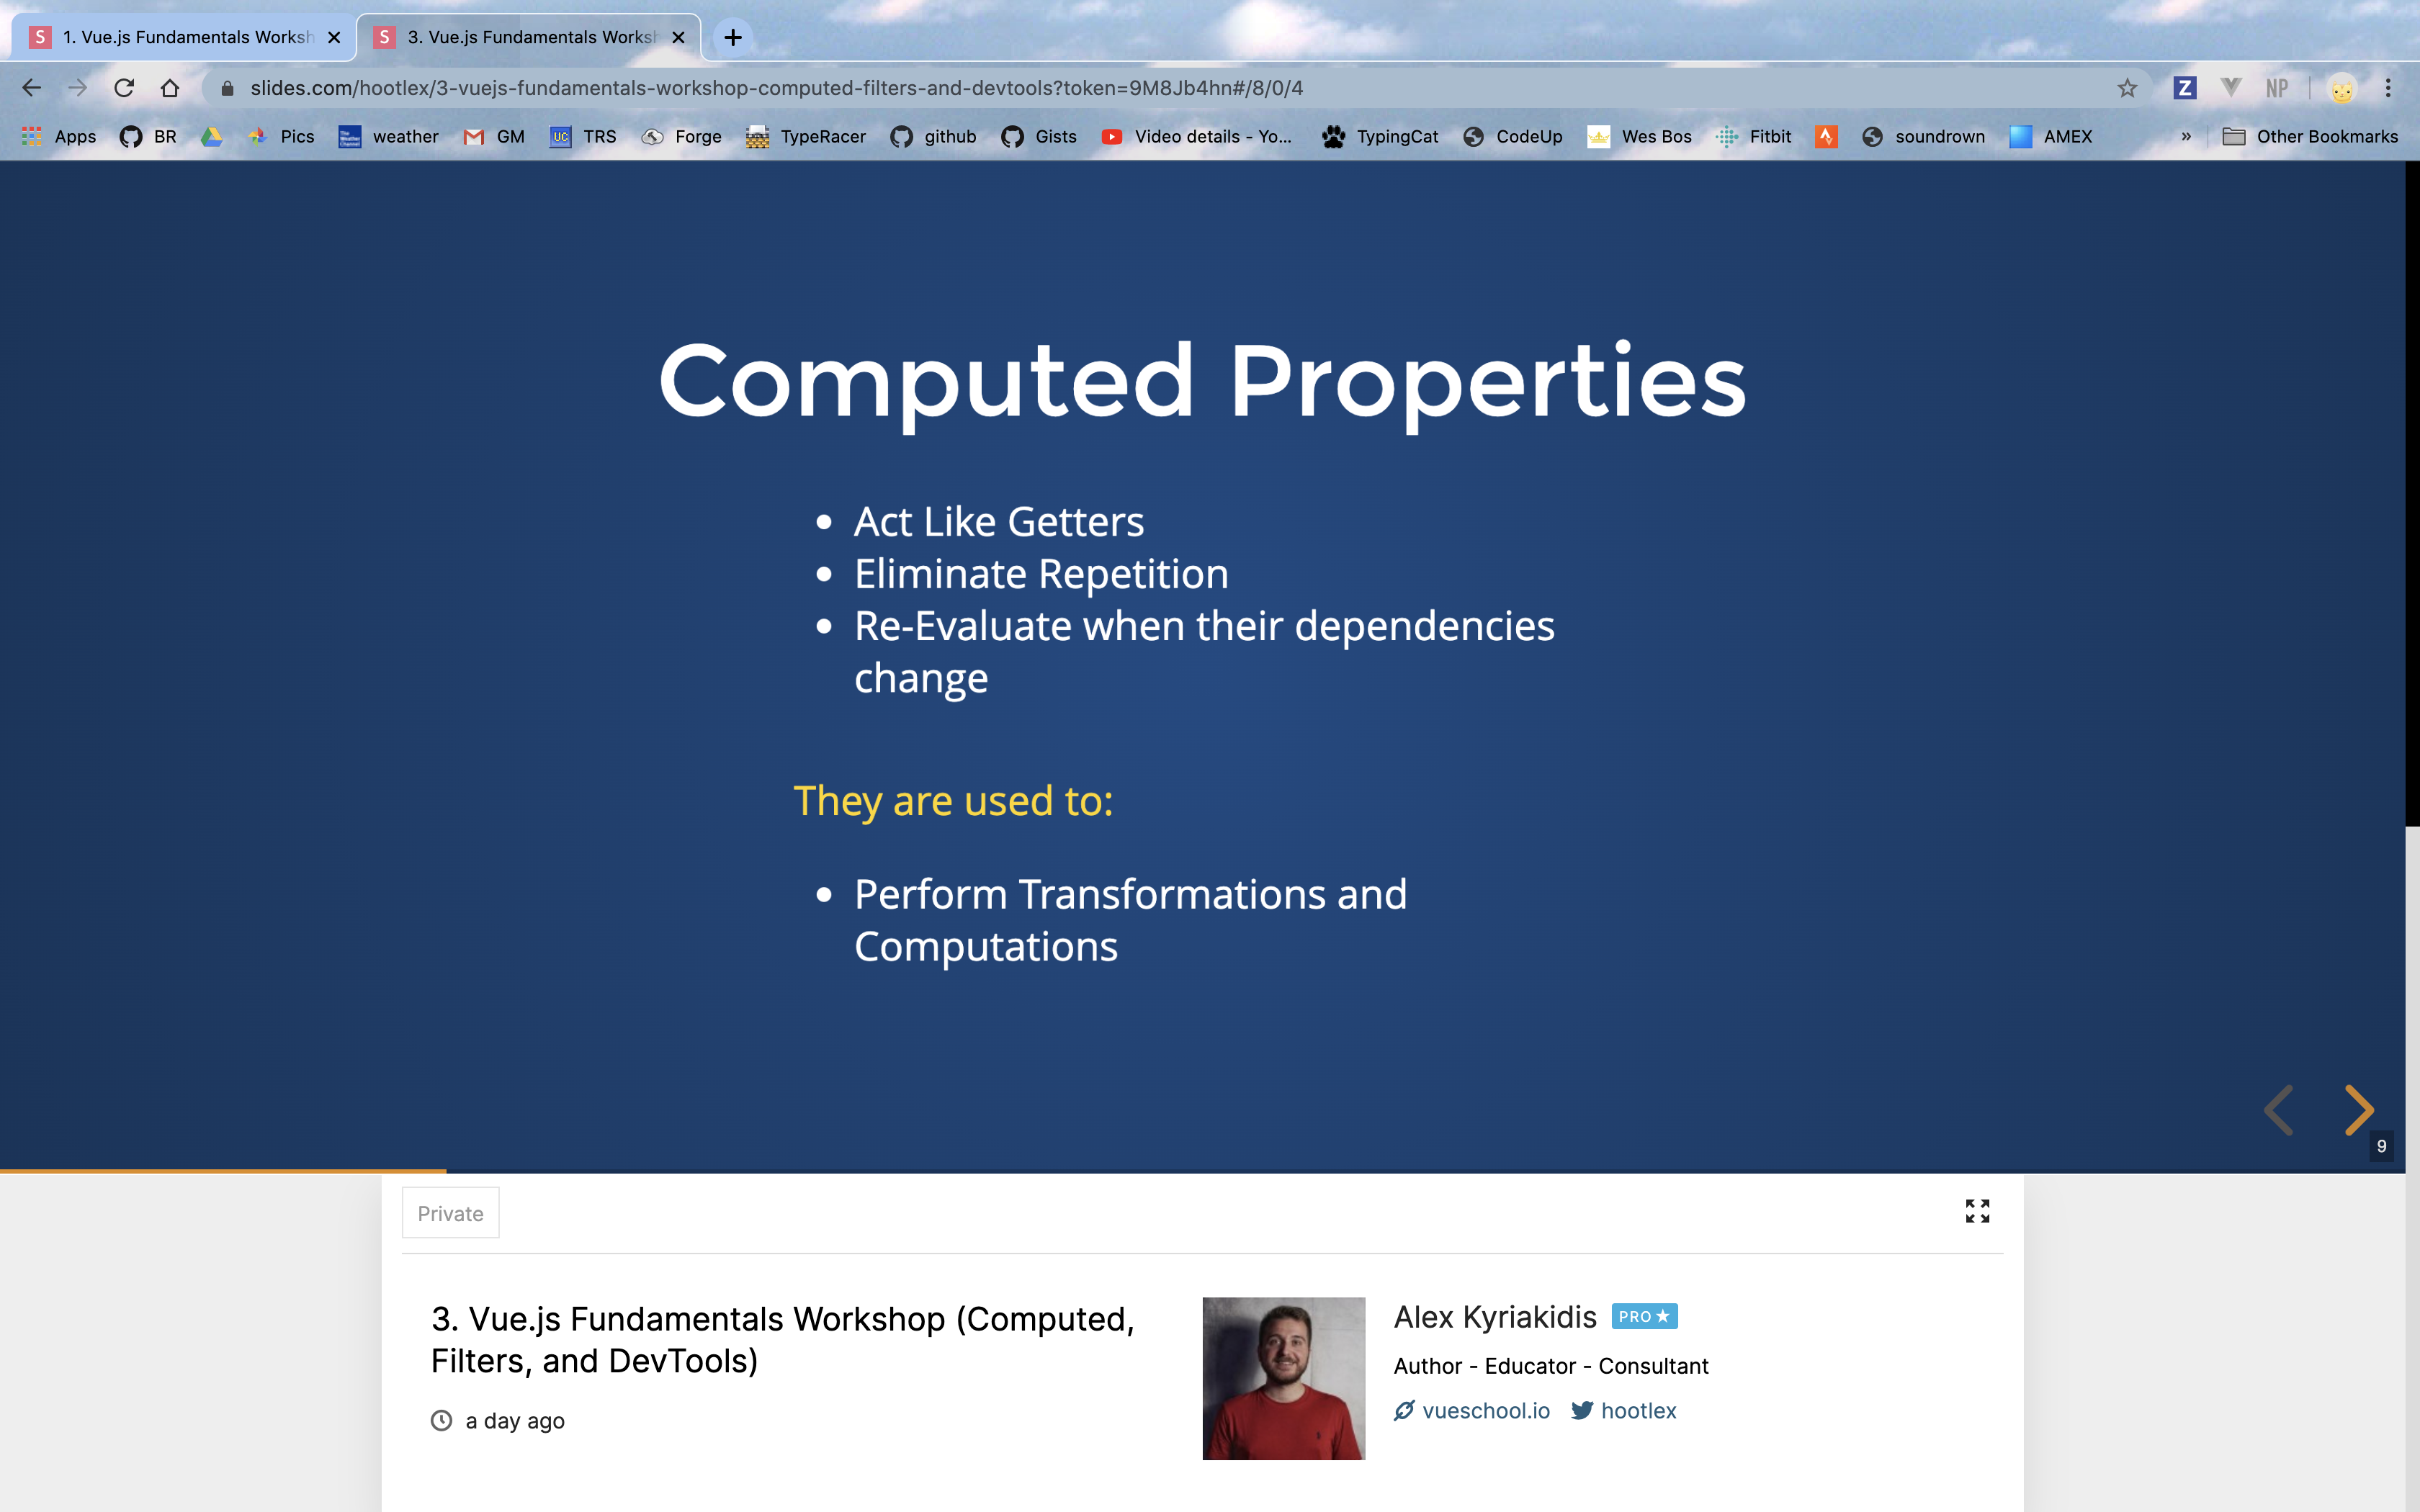 S 1. Vue.js Fundamentals Worksh
S 3. Vue.js Fundamentals Worksh
slides.com/hootlex/3-vuejs-fundamentals-workshop-computed-filters-and-devtools?token=9M8Jb4hn#/8/0/4
Z
NP
Apps
BR
Pics
weather
GM
UC TRS
Forge
TypeRacer
github
Gists
Video details - Yo...
TypingCat
CodeUp
Wes Bos
Fitbit
soundrown
AMEX
»
Other Bookmarks
Computed Properties
• Act Like Getters
• Eliminate Repetition
• Re-Evaluate when their dependencies
change
They are used to:
• Perform Transformations and
Computations
9
Private
3. Vue.js Fundamentals Workshop (Computed,
Filters, and DevTools)
a day ago
Alex Kyriakidis PRO
Author - Educator - Consultant
vueschool.io hootlex